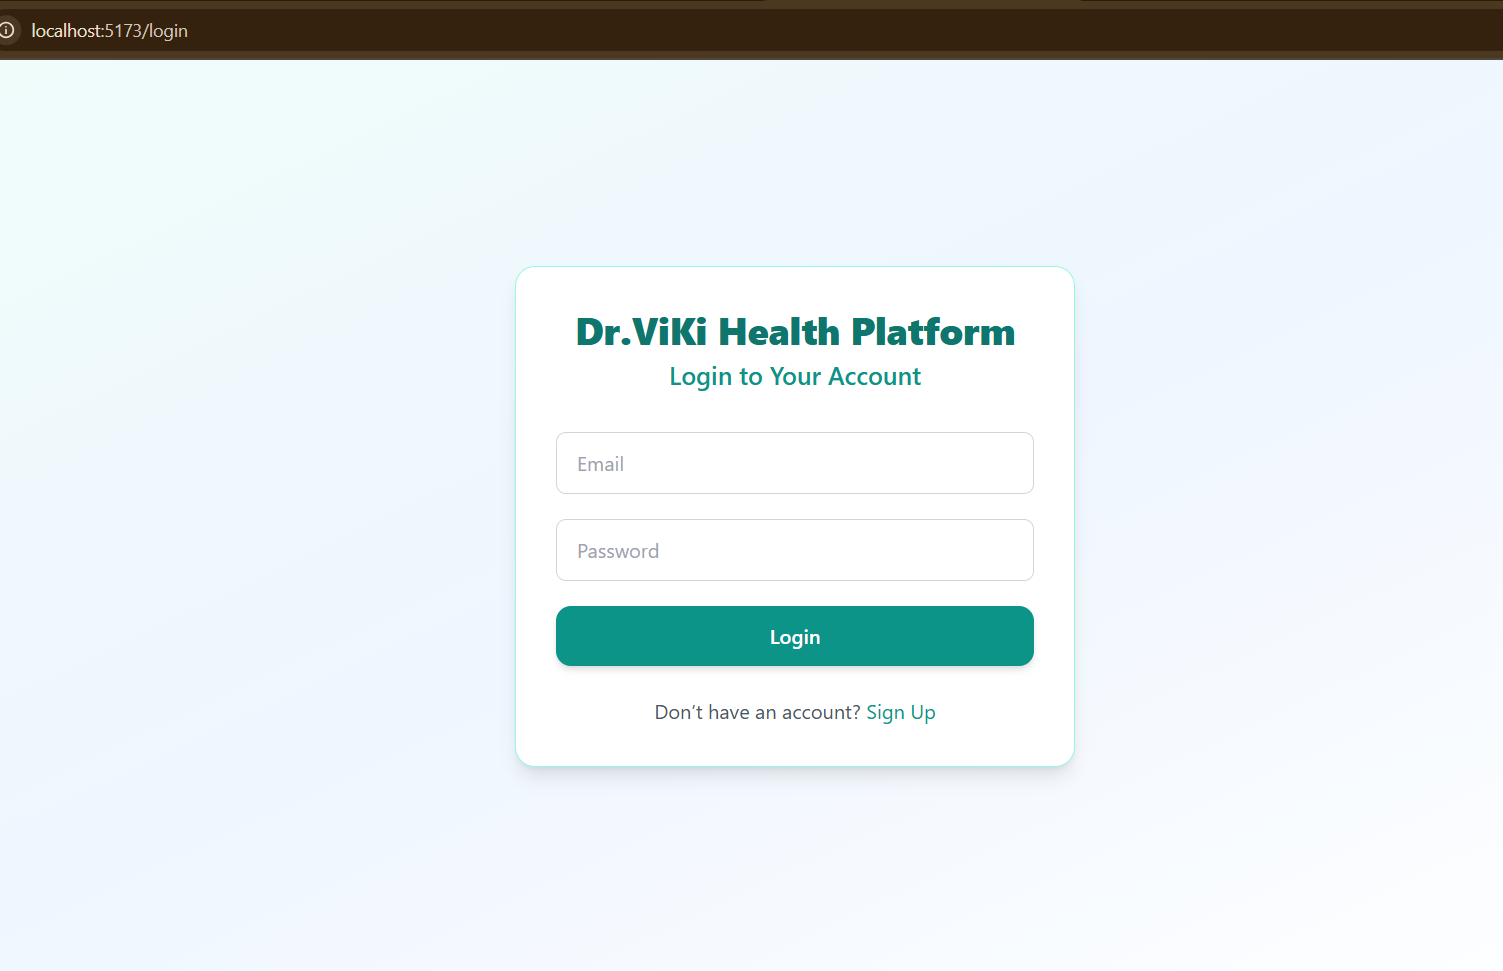 localhost:5173/login
Dr.ViKi Health Platform
Login to Your Account
Email
Password
Login
Don’t have an account? Sign Up